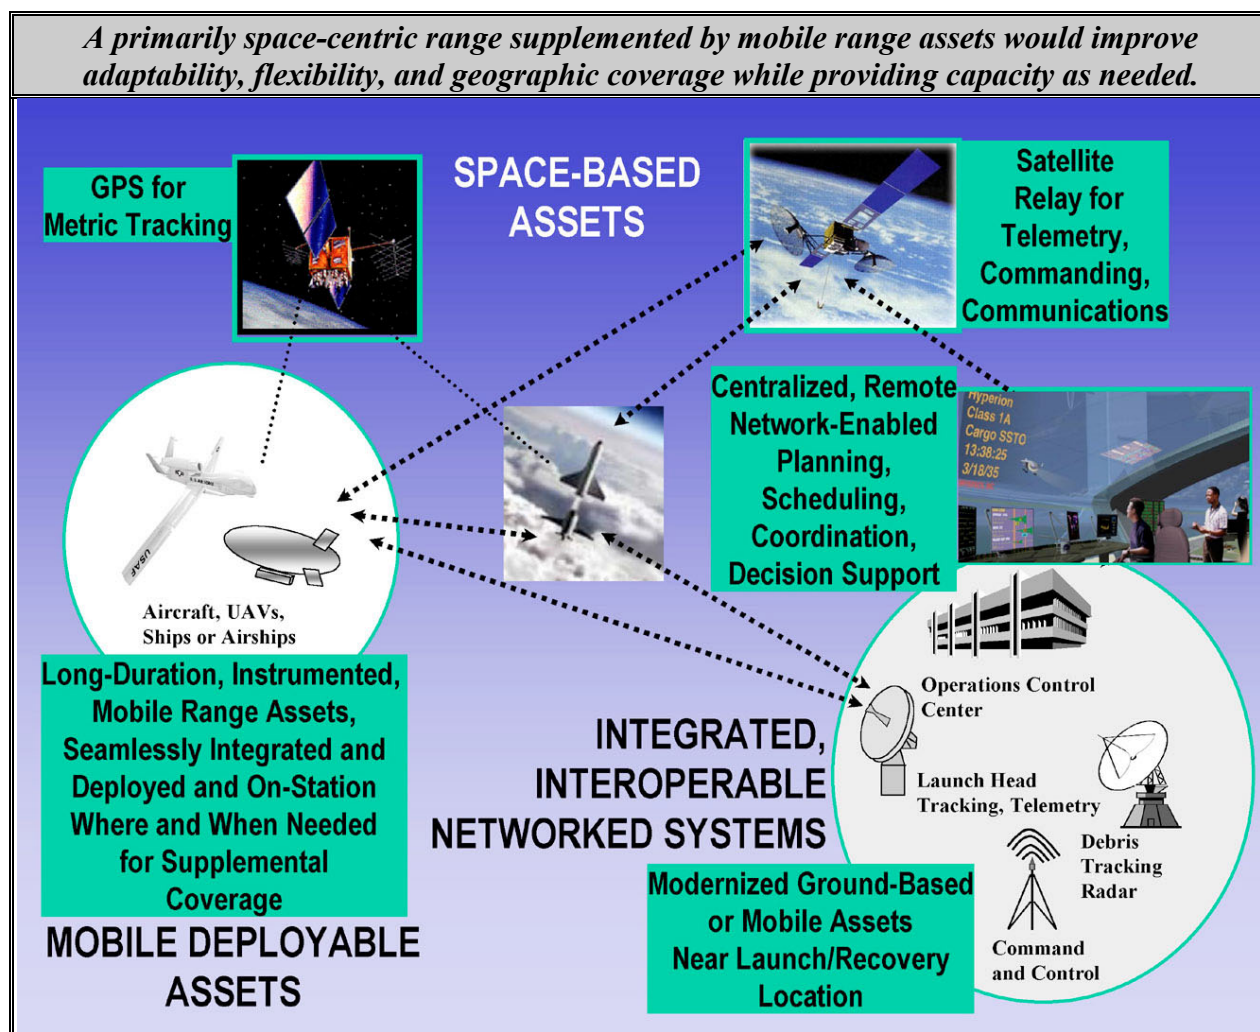 A primarily space-centric range supplemented by mobile range assets would improve
adaptability, flexibility, and geographic coverage while providing capacity as needed.
GPS for
Metric Tracking
SPACE-BASED
ASSETS
Satellite
Relay for
Telemetry,
Commanding,
Communications
Centralized, Remote
Network-Enabled
Planning,
Scheduling,
Coordination,
Decision Support
Hyperion
Class 1A
Cargo SSTO
13:38:25
3/18/35
USAF
Aircraft, UAVs,
Ships or Airships
Long-Duration, Instrumented,
Mobile Range Assets,
Seamlessly Integrated and
Deployed and On-Station
Where and When Needed
for Supplemental
Coverage
MOBILE DEPLOYABLE
ASSETS
INTEGRATED,
INTEROPERABLE
NETWORKED SYSTEMS
Operations Control
Center
Launch Head
Tracking, Telemetry
Debris
Tracking
Radar
Command
and Control
Modernized Ground-Based
or Mobile Assets
Near Launch/Recovery
Location